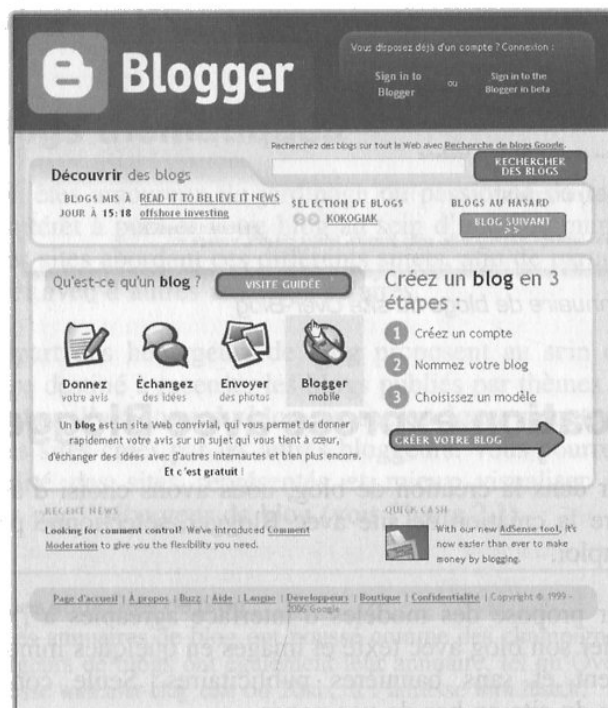 Blogger
Vous disposez déjà d'un compte ? Connexion :
Sign in to Blogger
ou
Sign in to the Blogger in beta
Recherchez des blogs sur tout le Web avec Recherche de blogs Google.
RECHERCHER DES BLOGS
Découvrir des blogs
BLOGS MIS À JOUR À 15:18
READ IT TO BELIEVE IT NEWS
offshore investing
SÉLECTION DE BLOGS
KOKOGIAK
BLOGS AU HASARD
BLOG SUIVANT >>
Qu'est-ce qu'un blog ?
VISITE GUIDÉE
Donnez votre avis
Échangez des idées
Envoyer des photos
Blogger mobile
Un blog est un site Web convivial, qui vous permet de donner
rapidement votre avis sur un sujet qui vous tient a cœur,
d'échanger des idées avec d'autres internautes et bien plus encore.
Et c'est gratuit !
Créez un blog en 3
étapes :
1 Créez un compte
2 Nommez votre blog
3 Choisissez un modèle
CRÉER VOTRE BLOG
RECENT NEWS
Looking for comment control? We've introduced Comment
Moderation to give you the flexibility you need.
QUICK CASH
With our new AdSense tool, it's
now easier than ever to make
money by blogging.
Page d'accueil | À propos | Buzz | Aide | Langue | Développeurs | Boutique | Confidentialité | Copyright © 1999 -
2006 Google